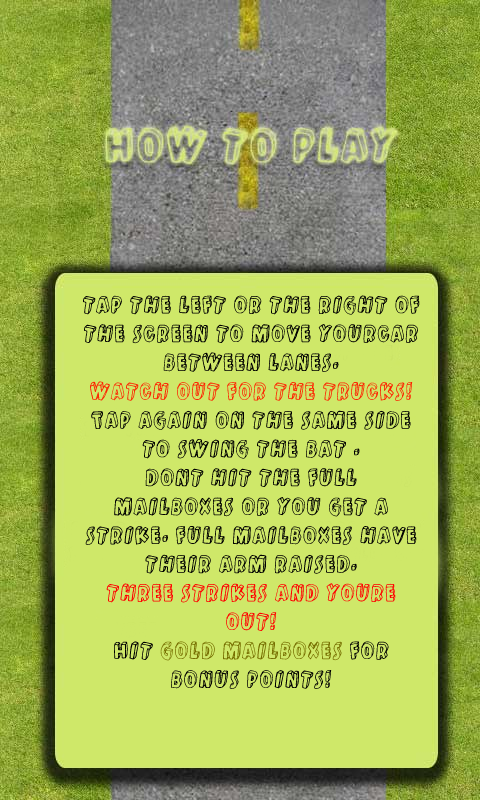 HOW TO PLAY
TAP THE LEFT OR THE RIGHT OF
THE SCREEN TO MOVE YOURCAR
BETWEEN LANES.
WATCH OUT FOR THE TRUCKS!
TAP AGAIN ON THE SAME SIDE
TO SWING THE BAT .
DONT HIT THE FULL
MAILBOXES OR YOU GET A
STRIKE. FULL MAILBOXES HAVE
THEIR ARM RAISED.
THREE STRIKES AND YOURE
OUT!
HIT GOLD MAILBOXES FOR
BONUS POINTS!